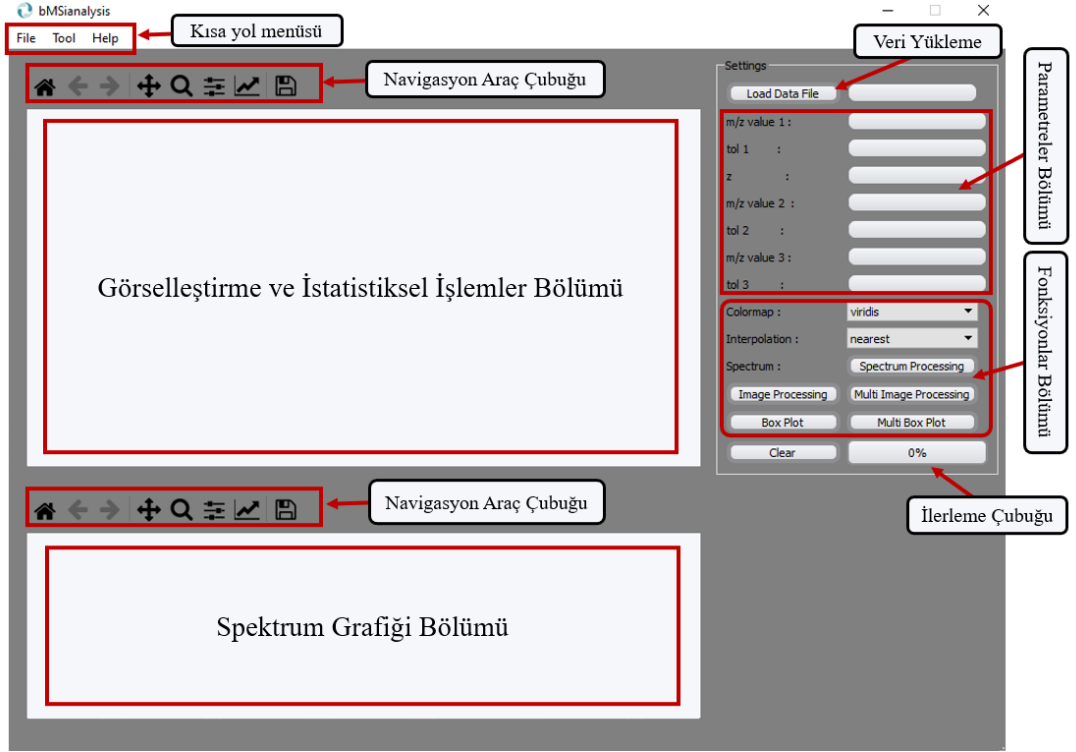 bMSianalysis
File Tool Help
Kısa yol menüsü
Veri Yükleme
Navigasyon Araç Çubuğu
Settings
Load Data File
Parametreler Bölümü
m/z value 1 :
tol 1 :
z :
m/z value 2 :
tol 2 :
m/z value 3 :
tol 3 :
Görselleştirme ve İstatistiksel İşlemler Bölümü
Fonksiyonlar Bölümü
Colormap : viridis
Interpolation : nearest
Spectrum : Spectrum Processing
Image Processing Multi Image Processing
Box Plot Multi Box Plot
Clear 0%
Navigasyon Araç Çubuğu
İlerleme Çubuğu
Spektrum Grafiği Bölümü